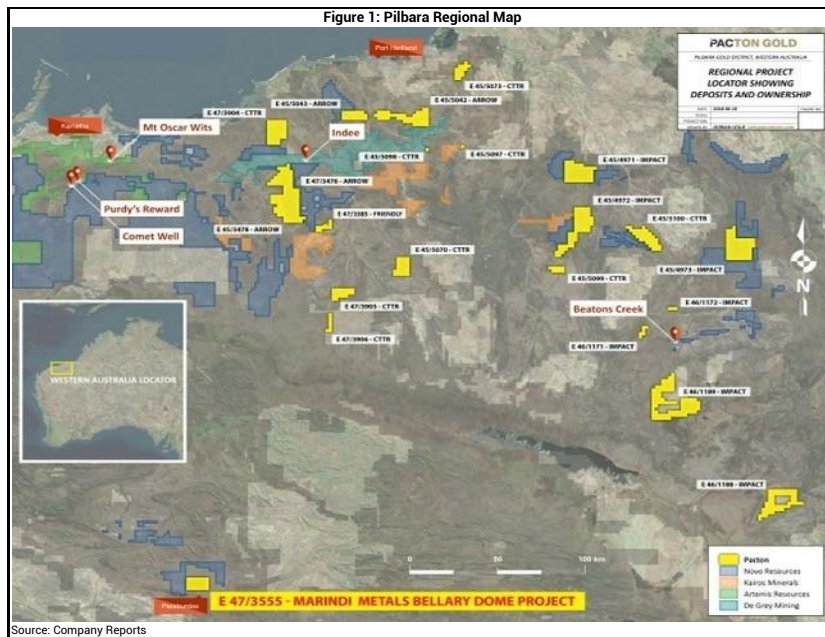 Figure 1: Pilbara Regional Map
PACTON GOLD
PILBARA GOLD DISTRICT, WESTERN AUSTRALIA
REGIONAL PROJECT
LOCATOR SHOWING
DEPOSITS AND OWNERSHIP
Port Hedland
E 45/5073 - CTTR
E 45/5043 - ARROW
E 45/5042 - ARROW
E 47/3904 - CTTR
Karratha
Mt Oscar Wits
Indee
E 45/5098 - CTTR
E 45/5097 - CTTR
E 45/4971 - IMPACT
E 47/3476 - ARROW
E 45/4972 - IMPACT
Purdy's Reward
E 47/3385 - FRIENDLY
E 45/5100 - CTTR
E 45/3478 - ARROW
Comet Well
E 45/5070 - CTTR
E 45/4973 - IMPACT
E 45/5099 - CTTR
N
E 47/3905 - CTTR
E 46/1172 - IMPACT
Beatons Creek
E 47/3906 - CTTR
E 46/1171 - IMPACT
WESTERN AUSTRALIA LOCATOR
E 46/1189 - IMPACT
E 46/1188 - IMPACT
0 50 100 km
Pacton
Novo Resources
Kairos Minerals
Artemis Resources
De Grey Mining
Paraburdoo
E 47/3555 - MARINDI METALS BELLARY DOME PROJECT
Source: Company Reports